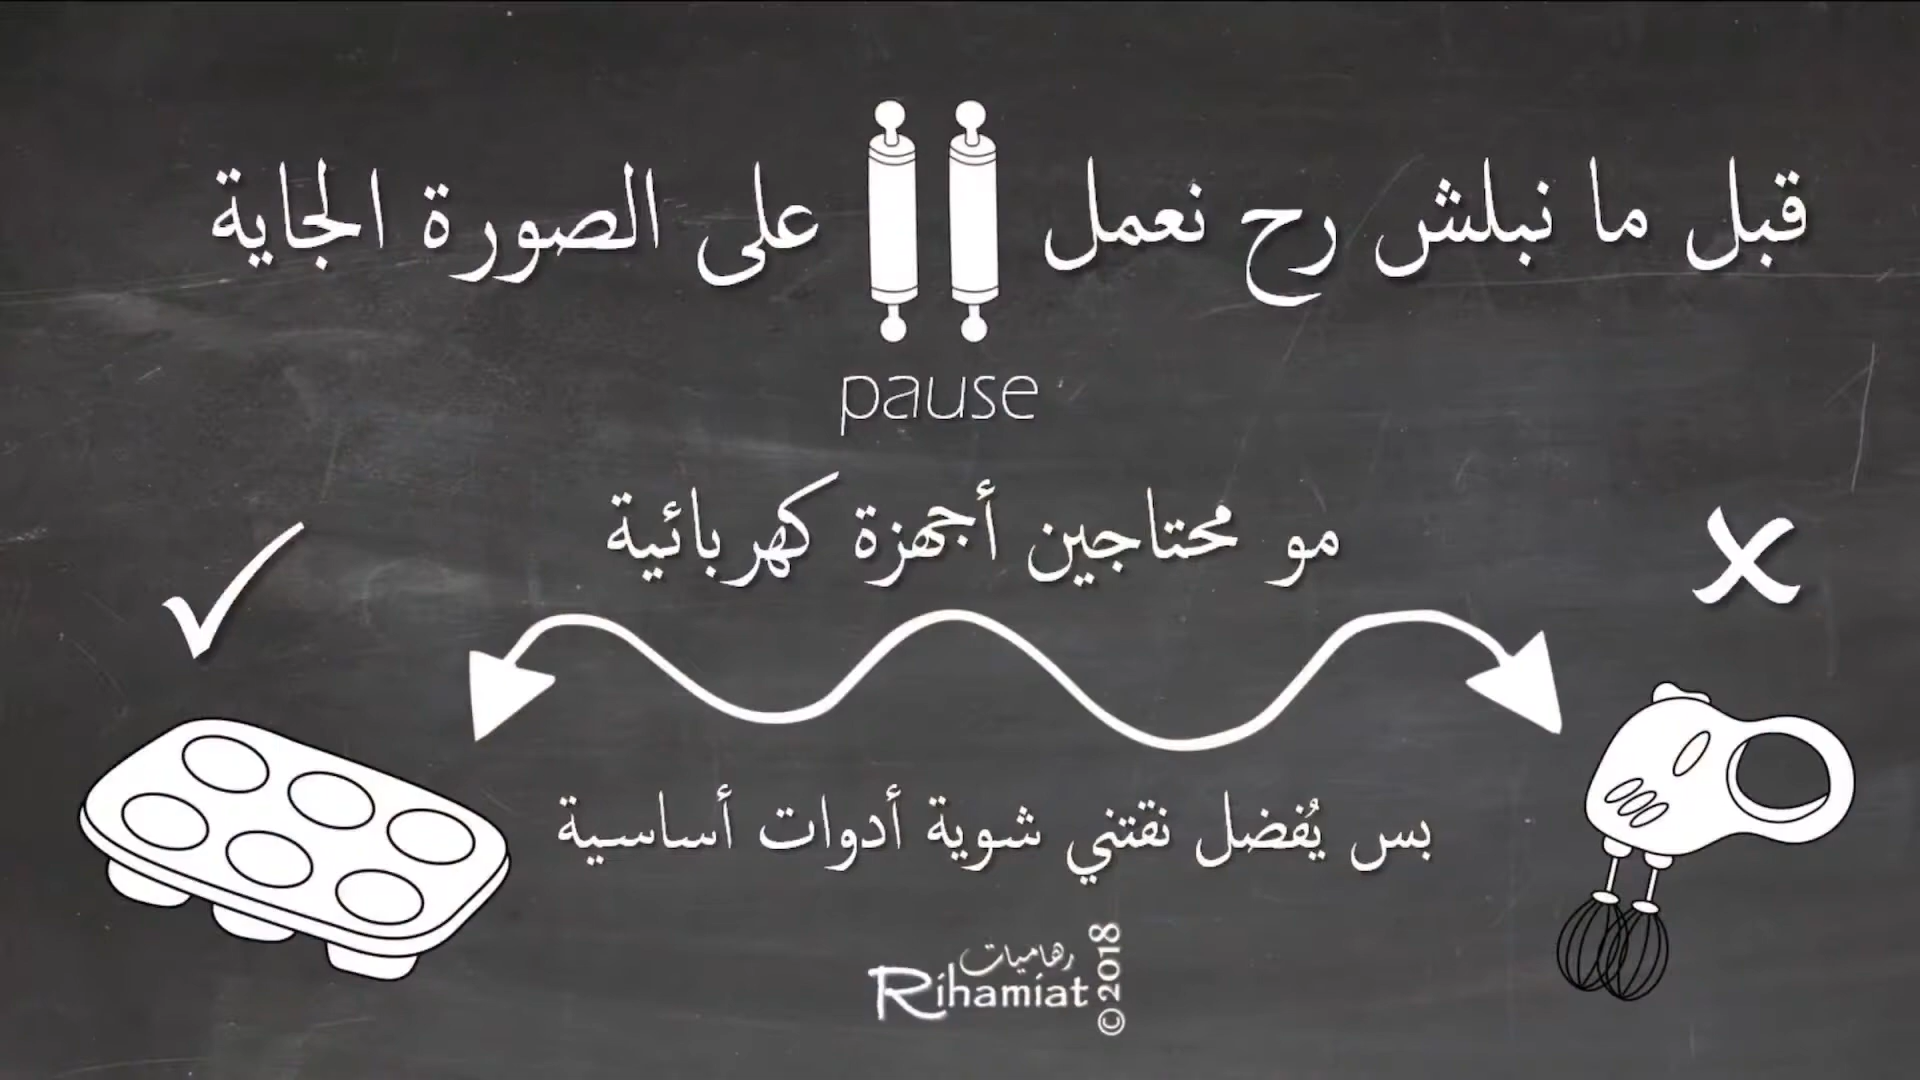 قبل ما نبلش رح نعمل على الصورة الجاية
pause
مو محتاجين أجهزة كهربائية
بس يُفضل نقتني شوية أدوات أساسية
رهاميات
Rihamiat
©2018